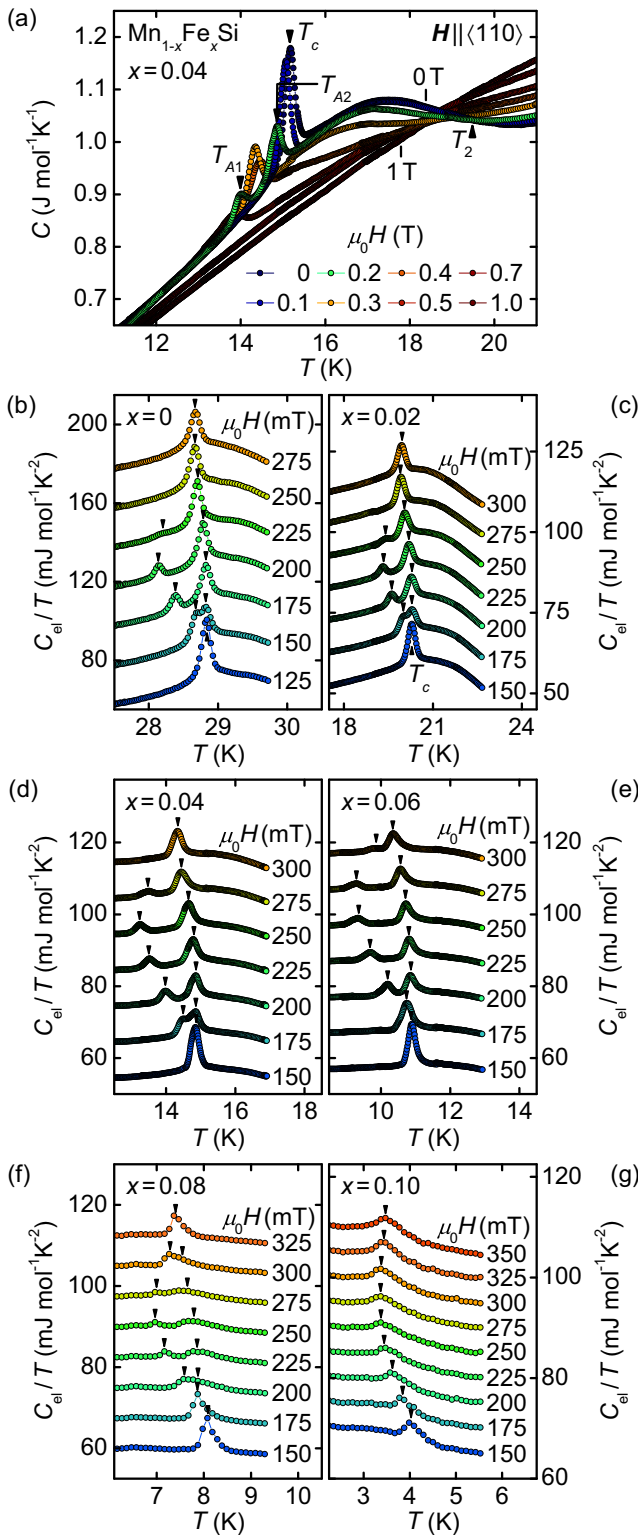 (a)
Mn1-xFexSi
x = 0.04
Tc
H || ⟨110⟩
TA2
0 T
TA1
T2
1 T
C (J mol⁻¹K⁻¹)
1.2
1.1
1.0
0.9
0.8
0.7
μ0H (T)
0 0.2 0.4 0.7
0.1 0.3 0.5 1.0
12 14 16 18 20
T (K)
(b)
x = 0
μ0H (mT)
275
250
225
200
175
150
125
Cel / T (mJ mol⁻¹K⁻²)
200
160
120
80
28 29 30
T (K)
(c)
x = 0.02
μ0H (mT)
300
275
250
225
200
175
150
Tc
Cel / T (mJ mol⁻¹K⁻²)
125
100
75
50
18 20 22 24
T (K)
(d)
x = 0.04
μ0H (mT)
300
275
250
225
200
175
150
Cel / T (mJ mol⁻¹K⁻²)
120
100
80
60
14 16 18
T (K)
(e)
x = 0.06
μ0H (mT)
300
275
250
225
200
175
150
Cel / T (mJ mol⁻¹K⁻²)
120
100
80
60
10 12 14
T (K)
(f)
x = 0.08
μ0H (mT)
325
300
275
250
225
200
175
150
Cel / T (mJ mol⁻¹K⁻²)
120
100
80
60
7 8 9 10
T (K)
(g)
x = 0.10
μ0H (mT)
350
325
300
275
250
225
200
175
150
Cel / T (mJ mol⁻¹K⁻²)
120
100
80
60
3 4 5 6
T (K)